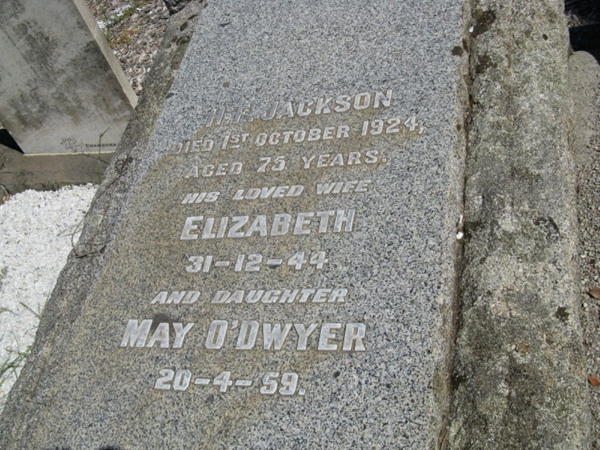 JACKSON
DIED 1ST OCTOBER 1924,
AGED 75 YEARS.
HIS LOVED WIFE
ELIZABETH
31-12-44
AND DAUGHTER
MAY O'DWYER
20-4-59.